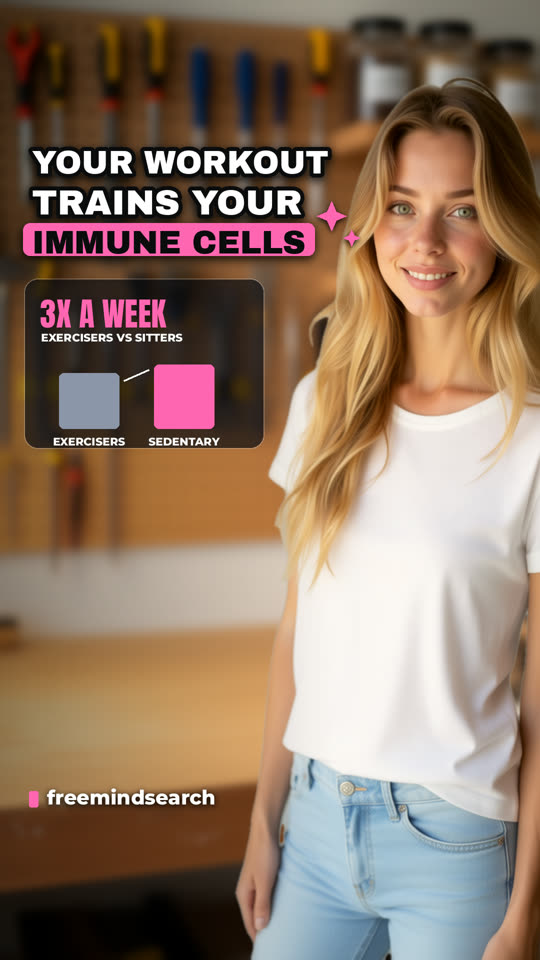 YOUR WORKOUT
TRAINS YOUR
IMMUNE CELLS
3X A WEEK
EXERCISERS VS SITTERS
EXERCISERS SEDENTARY
freemindsearch